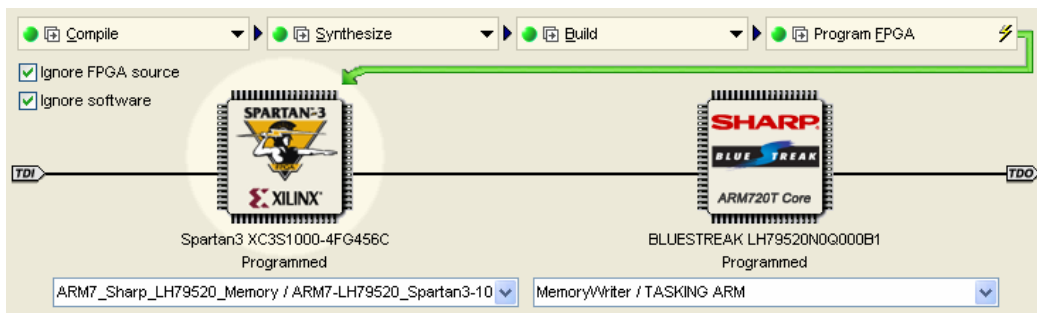 Compile
Synthesize
Build
Program FPGA
Ignore FPGA source
Ignore software
SPARTAN-3
XILINX
SHARP
BLUE STREAK
ARM720T Core
TDI
TDO
Spartan3 XC3S1000-4FG456C
BLUESTREAK LH79520N0Q000B1
Programmed
Programmed
ARM7_Sharp_LH79520_Memory / ARM7-LH79520_Spartan3-10
MemoryWriter / TASKING ARM